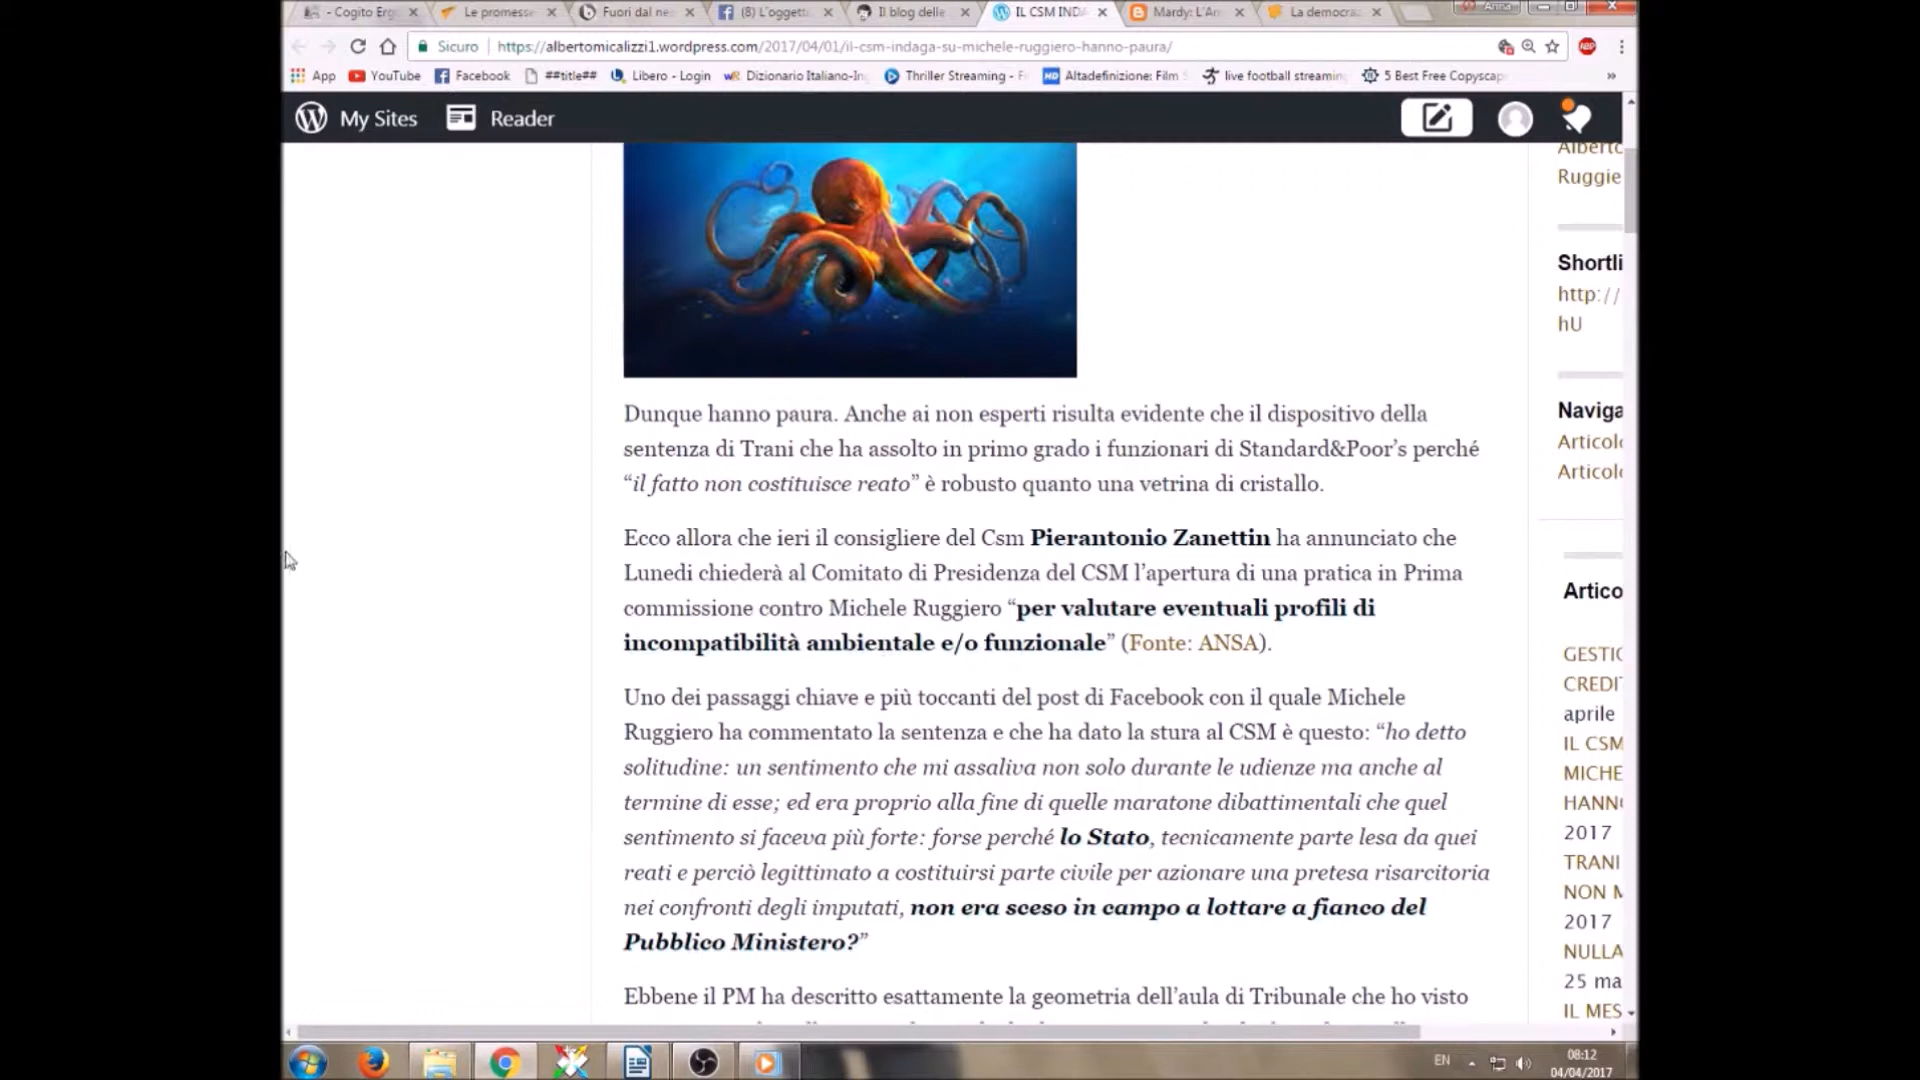 - Cogito Erg
Le promesse
Fuori dal ne
(8) L'oggett
Il blog delle
IL CSM IND
Mardy: L'A
La democra
Anna
Sicuro
https://albertomicalizzi1.wordpress.com/2017/04/01/il-csm-indaga-su-michele-ruggiero-hanno-paura/
ABP
App
YouTube
Facebook
##title##
Libero - Login
Dizionario Italiano-In
Thriller Streaming - F
Altadefinizione: Film
live football streamin
5 Best Free Copyscap
»
My Sites
Reader
Alberto
Ruggie
Shortli
http://
hU
Naviga
Articolo
Articolo
Dunque hanno paura. Anche ai non esperti risulta evidente che il dispositivo della
sentenza di Trani che ha assolto in primo grado i funzionari di Standard&Poor's perché
“il fatto non costituisce reato” è robusto quanto una vetrina di cristallo.
Ecco allora che ieri il consigliere del Csm Pierantonio Zanettin ha annunciato che
Lunedi chiederà al Comitato di Presidenza del CSM l'apertura di una pratica in Prima
commissione contro Michele Ruggiero “per valutare eventuali profili di
incompatibilità ambientale e/o funzionale” (Fonte: ANSA).
Uno dei passaggi chiave e più toccanti del post di Facebook con il quale Michele
Ruggiero ha commentato la sentenza e che ha dato la stura al CSM è questo: “ho detto
solitudine: un sentimento che mi assaliva non solo durante le udienze ma anche al
termine di esse; ed era proprio alla fine di quelle maratone dibattimentali che quel
sentimento si faceva più forte: forse perché lo Stato, tecnicamente parte lesa da quei
reati e perciò legittimato a costituirsi parte civile per azionare una pretesa risarcitoria
nei confronti degli imputati, non era sceso in campo a lottare a fianco del
Pubblico Ministero?”
Ebbene il PM ha descritto esattamente la geometria dell'aula di Tribunale che ho visto
Artico
GESTIO
CREDIT
aprile
IL CSM
MICHE
HANNO
2017
TRANI
NON M
2017
NULLA
25 ma
IL MES
EN
08:12
04/04/2017